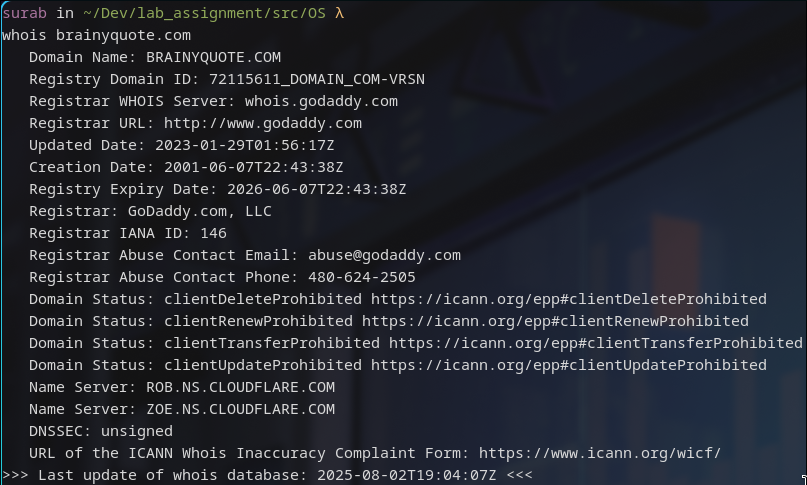 surab in ~/Dev/lab_assignment/src/OS λ
whois brainyquote.com
Domain Name: BRAINYQUOTE.COM
Registry Domain ID: 72115611_DOMAIN_COM-VRSN
Registrar WHOIS Server: whois.godaddy.com
Registrar URL: http://www.godaddy.com
Updated Date: 2023-01-29T01:56:17Z
Creation Date: 2001-06-07T22:43:38Z
Registry Expiry Date: 2026-06-07T22:43:38Z
Registrar: GoDaddy.com, LLC
Registrar IANA ID: 146
Registrar Abuse Contact Email: abuse@godaddy.com
Registrar Abuse Contact Phone: 480-624-2505
Domain Status: clientDeleteProhibited https://icann.org/epp#clientDeleteProhibited
Domain Status: clientRenewProhibited https://icann.org/epp#clientRenewProhibited
Domain Status: clientTransferProhibited https://icann.org/epp#clientTransferProhibited
Domain Status: clientUpdateProhibited https://icann.org/epp#clientUpdateProhibited
Name Server: ROB.NS.CLOUDFLARE.COM
Name Server: ZOE.NS.CLOUDFLARE.COM
DNSSEC: unsigned
URL of the ICANN Whois Inaccuracy Complaint Form: https://www.icann.org/wicf/
>>> Last update of whois database: 2025-08-02T19:04:07Z <<<